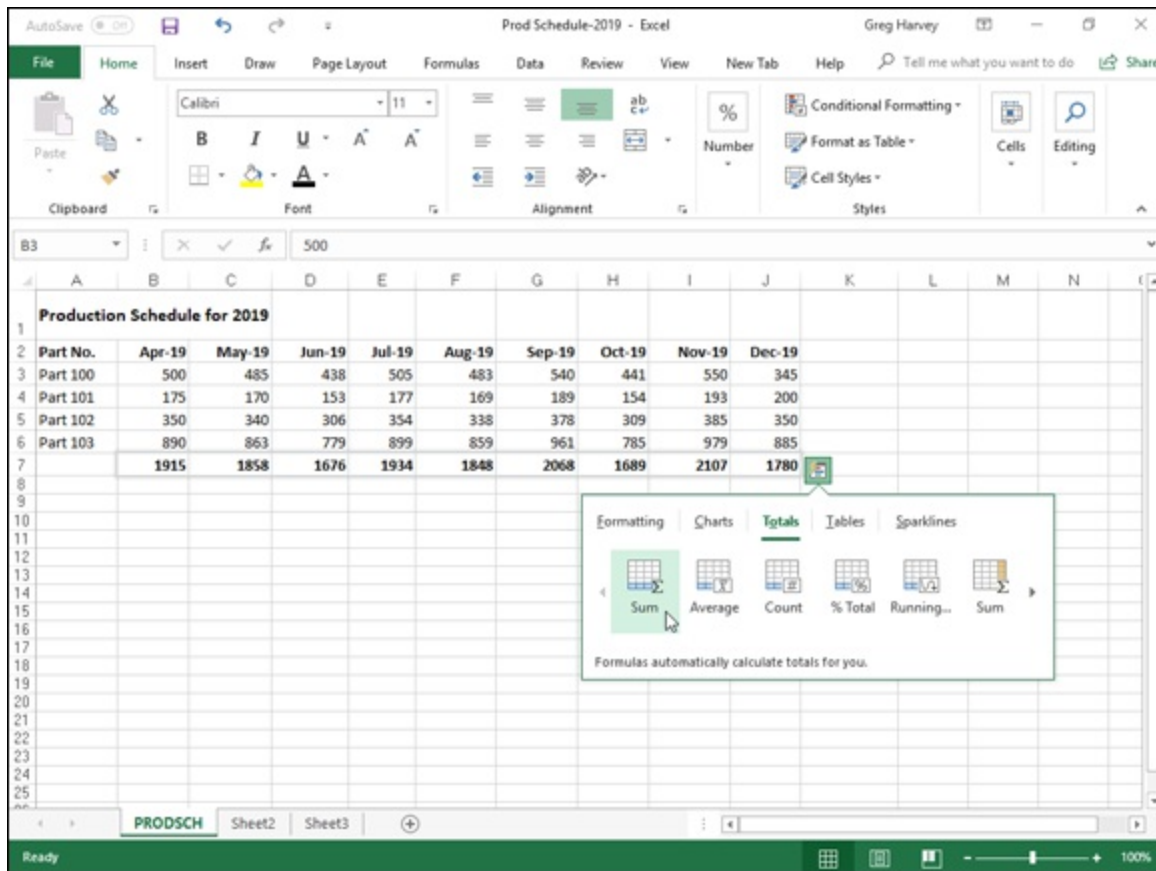 AutoSave Off Prod Schedule-2019 - Excel Greg Harvey
File Home Insert Draw Page Layout Formulas Data Review View New Tab Help Tell me what you want to do Share
Calibri 11 ab % Conditional Formatting
Paste B I U A A Number Format as Table Cells Editing
A Cell Styles
Clipboard Font Alignment Styles
B3 fx 500
A B C D E F G H I J K L M N
1 Production Schedule for 2019
2 Part No. Apr-19 May-19 Jun-19 Jul-19 Aug-19 Sep-19 Oct-19 Nov-19 Dec-19
3 Part 100 500 485 438 505 483 540 441 550 345
4 Part 101 175 170 153 177 169 189 154 193 200
5 Part 102 350 340 306 354 338 378 309 385 350
6 Part 103 890 863 779 899 859 961 785 979 885
7 1915 1858 1676 1934 1848 2068 1689 2107 1780
8
9
10 Formatting Charts Totals Tables Sparklines
11
12
13
14
15 Sum Average Count % Total Running... Sum
16
17
18 Formulas automatically calculate totals for you.
19
20
21
22
23
24
25
PRODSCH Sheet2 Sheet3
Ready 100%